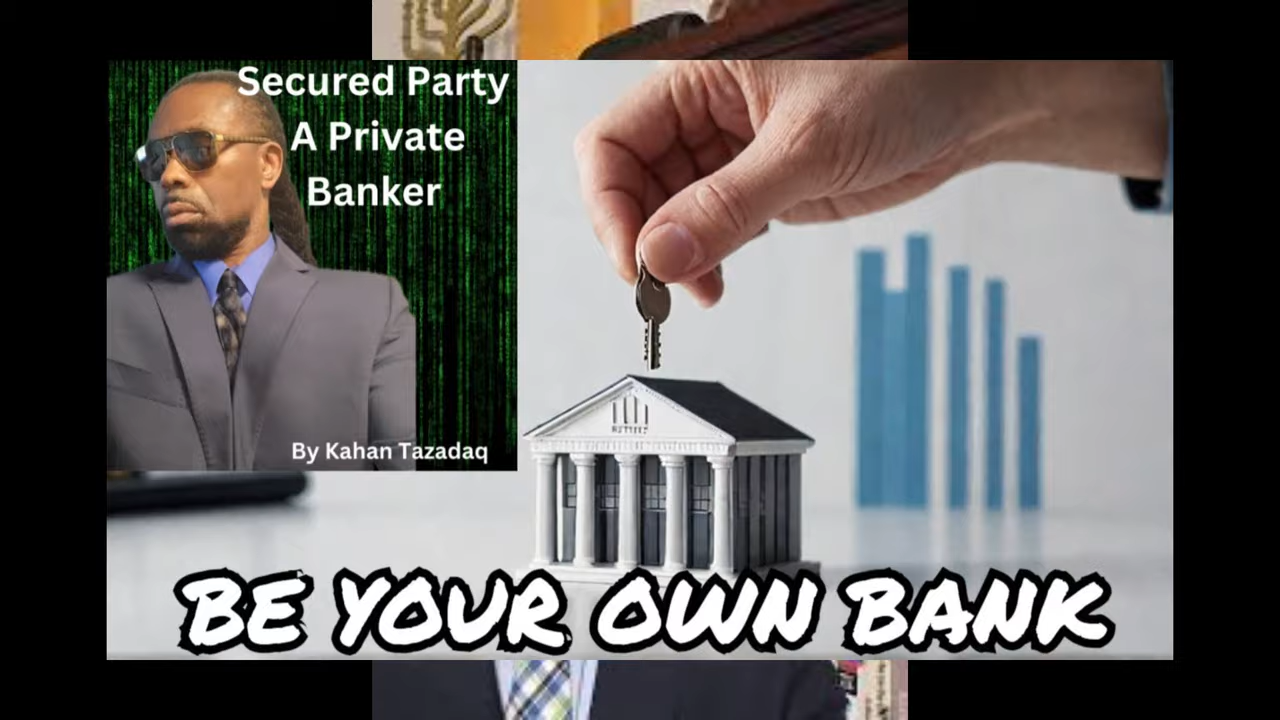 Secured Party
A Private
Banker
By Kahan Tazadaq
BE YOUR OWN BANK